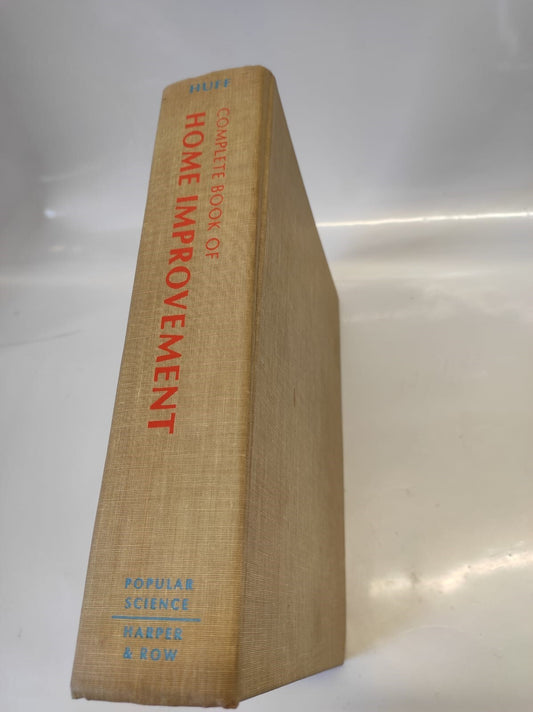 HUFF
COMPLETE BOOK OF
HOME IMPROVEMENT
POPULAR
SCIENCE
HARPER
& ROW